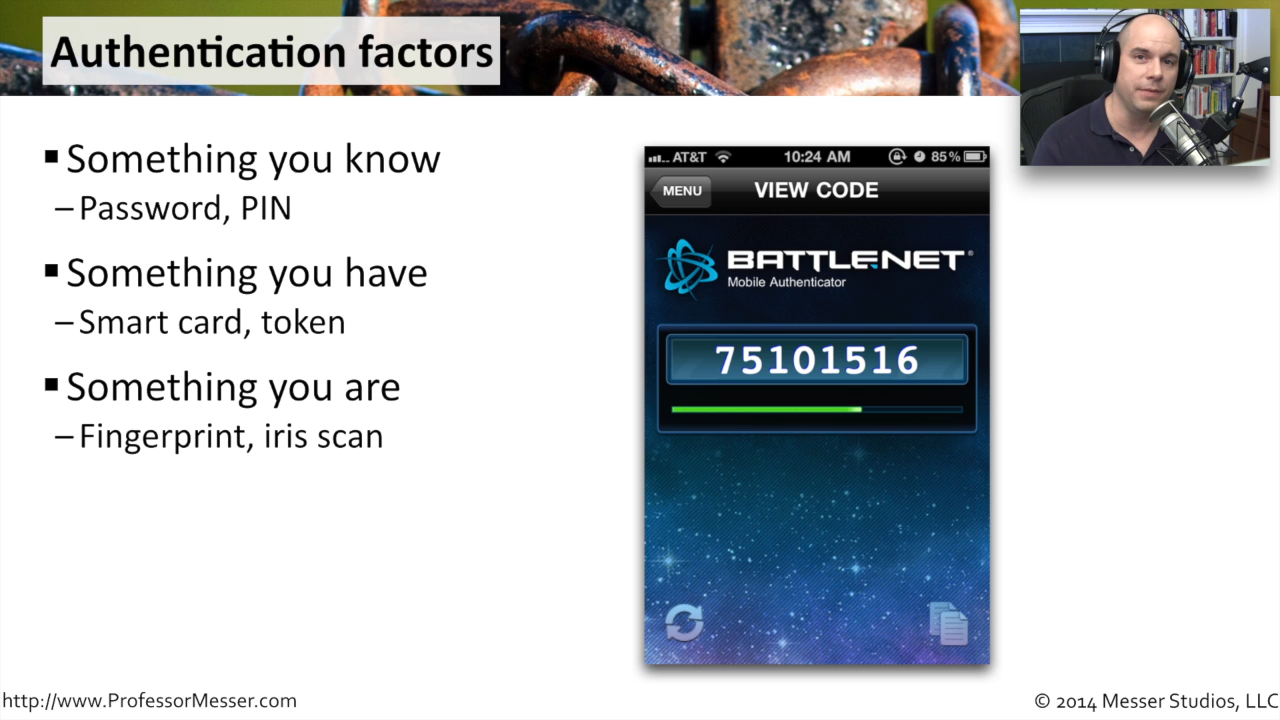 Authentication factors
▪ Something you know
– Password, PIN
▪ Something you have
– Smart card, token
▪ Something you are
– Fingerprint, iris scan
AT&T 10:24 AM 85%
MENU VIEW CODE
BATTLE.NET®
Mobile Authenticator
75101516
http://www.ProfessorMesser.com
© 2014 Messer Studios, LLC